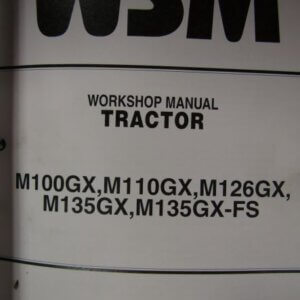 WSM
WORKSHOP MANUAL
TRACTOR
M100GX,M110GX,M126GX,
M135GX,M135GX-FS